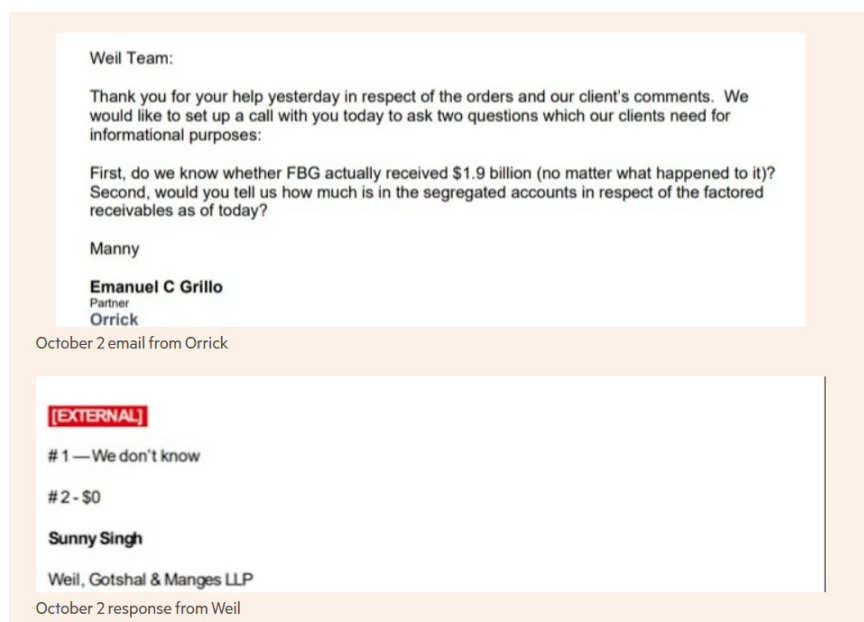 Weil Team:
Thank you for your help yesterday in respect of the orders and our client's comments. We
would like to set up a call with you today to ask two questions which our clients need for
informational purposes:
First, do we know whether FBG actually received $1.9 billion (no matter what happened to it)?
Second, would you tell us how much is in the segregated accounts in respect of the factored
receivables as of today?
Manny
Emanuel C Grillo
Partner
Orrick
October 2 email from Orrick
[EXTERNAL]
#1—We don't know
#2-$0
Sunny Singh
Weil, Gotshal & Manges LLP
October 2 response from Weil